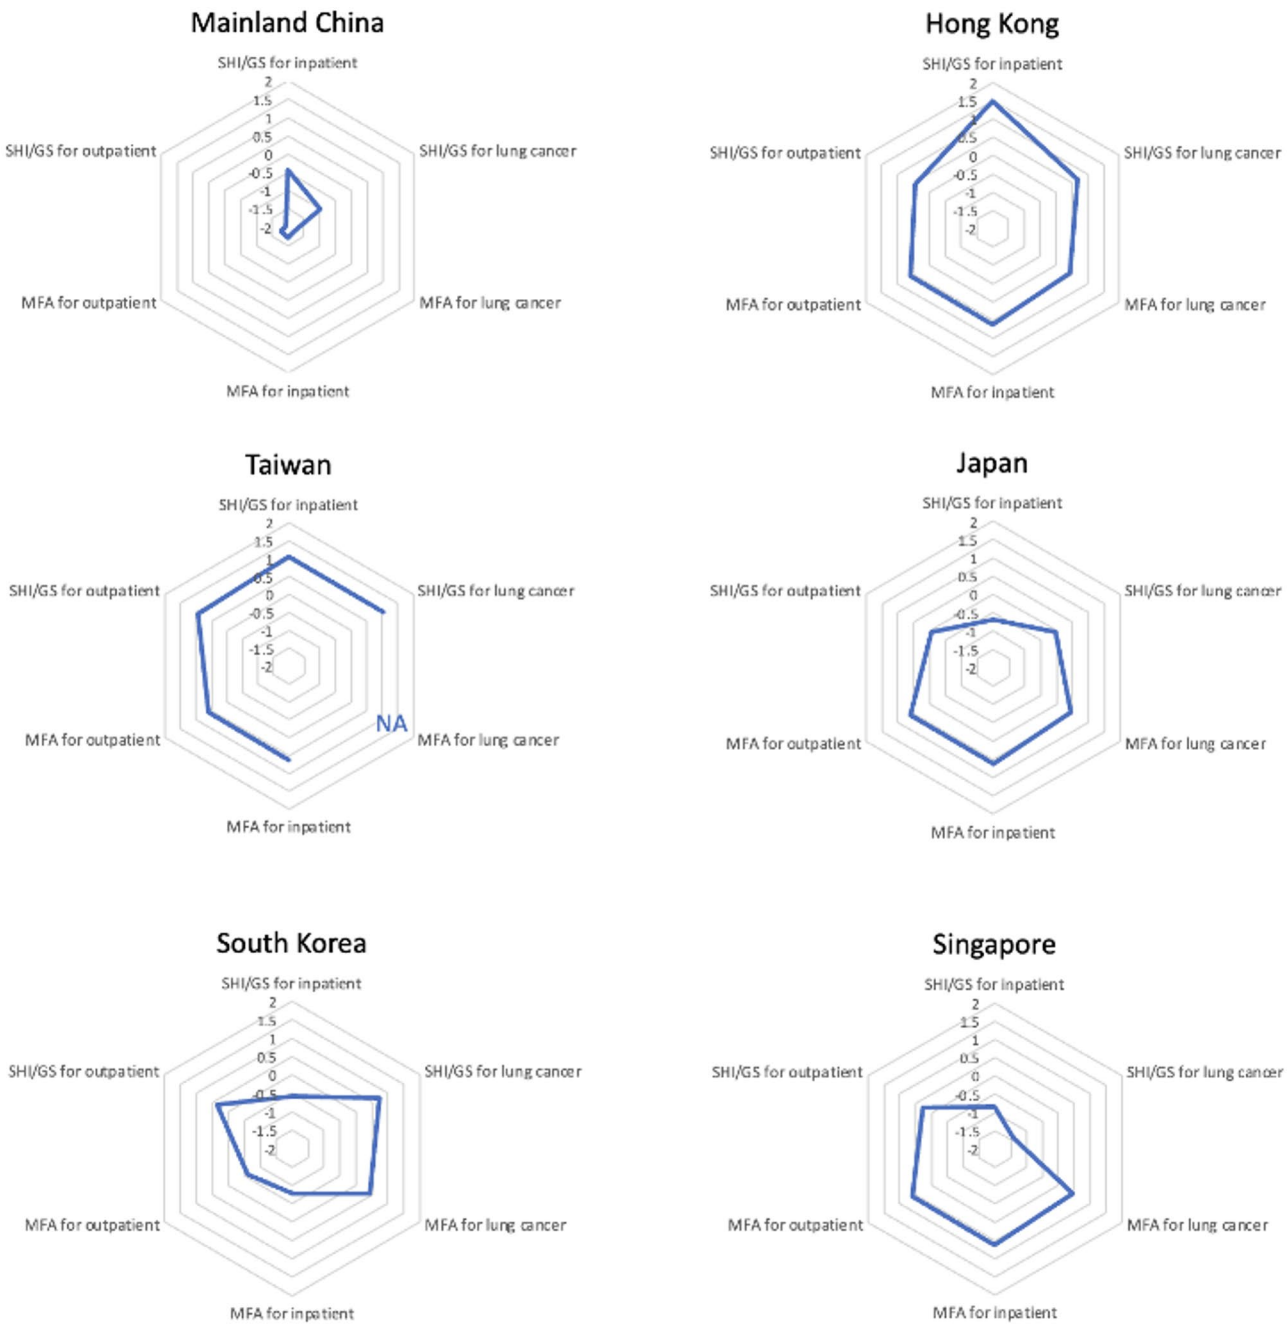 Mainland China
SHI/GS for inpatient
2
1.5
1
0.5
0
-0.5
-1
-1.5
-2
SHI/GS for outpatient
SHI/GS for lung cancer
MFA for outpatient
MFA for lung cancer
MFA for inpatient
Hong Kong
SHI/GS for inpatient
2
1.5
1
0.5
0
-0.5
-1
-1.5
-2
SHI/GS for outpatient
SHI/GS for lung cancer
MFA for outpatient
MFA for lung cancer
MFA for inpatient
Taiwan
SHI/GS for inpatient
2
1.5
1
0.5
0
-0.5
-1
-1.5
-2
SHI/GS for outpatient
SHI/GS for lung cancer
NA
MFA for outpatient
MFA for lung cancer
MFA for inpatient
Japan
SHI/GS for inpatient
2
1.5
1
0.5
0
-0.5
-1
-1.5
-2
SHI/GS for outpatient
SHI/GS for lung cancer
MFA for outpatient
MFA for lung cancer
MFA for inpatient
South Korea
SHI/GS for inpatient
2
1.5
1
0.5
0
-0.5
-1
-1.5
-2
SHI/GS for outpatient
SHI/GS for lung cancer
MFA for outpatient
MFA for lung cancer
MFA for inpatient
Singapore
SHI/GS for inpatient
2
1.5
1
0.5
0
-0.5
-1
-1.5
-2
SHI/GS for outpatient
SHI/GS for lung cancer
MFA for outpatient
MFA for lung cancer
MFA for inpatient